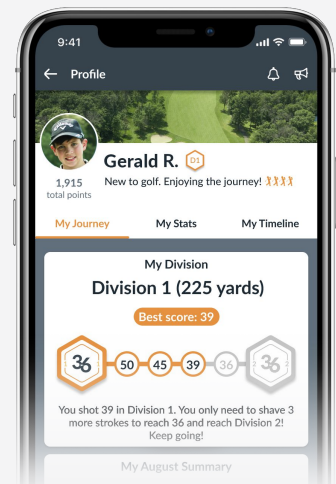 9:41
Profile
Gerald R. D1
1,915
total points
New to golf. Enjoying the journey!
My Journey My Stats My Timeline
My Division
Division 1 (225 yards)
Best score: 39
36 50 45 39 36 36
You shot 39 in Division 1. You only need to shave 3
more strokes to reach 36 and reach Division 2!
Keep going!
My August Summary